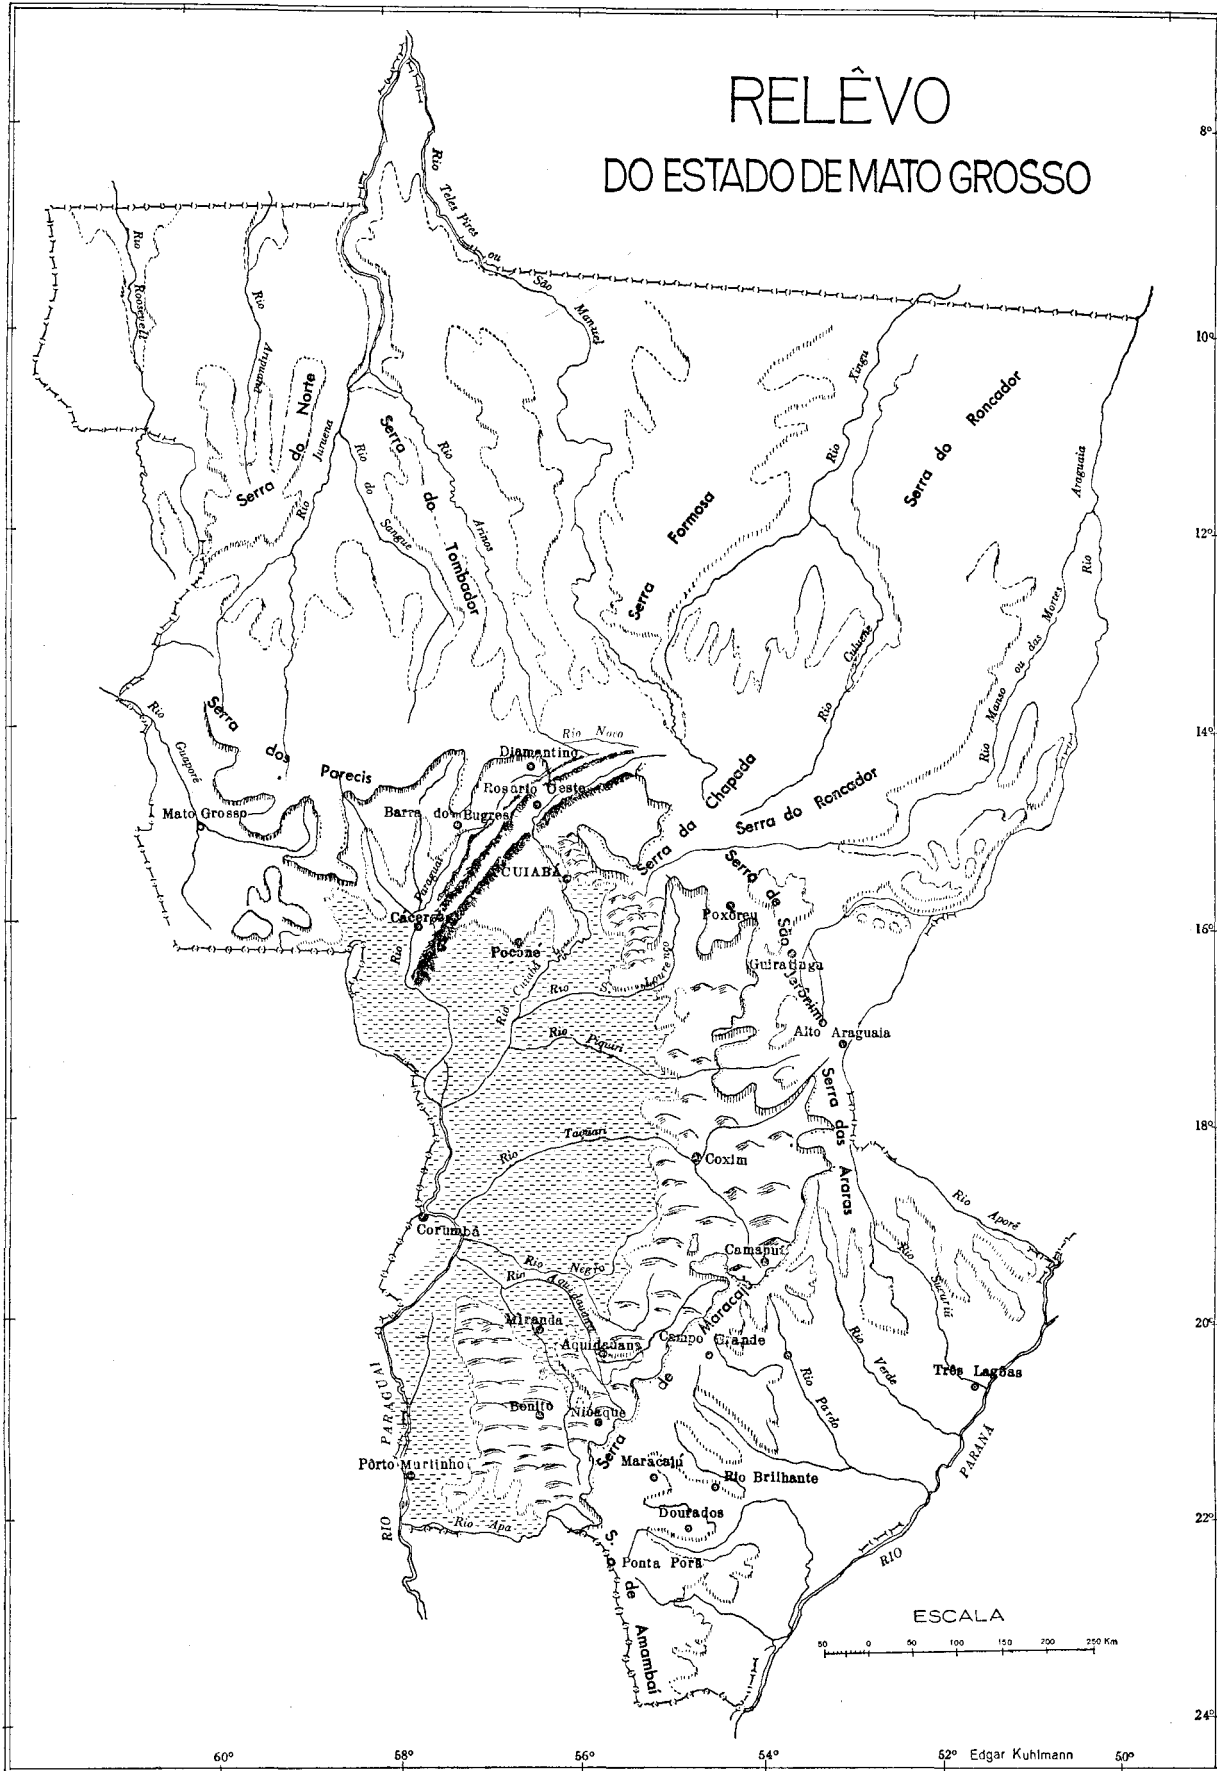 RELÊVO
DO ESTADO DE MATO GROSSO
8º
10º
12º
14º
16º
18º
20º
22º
24º
60º
58º
56º
54º
52º
50º
Edgar Kuhlmann
ESCALA
50 0 50 100 150 200 250 Km
Rio Teles Pires ou São Manuel
Rio Roosevelt
Rio Aripuanã
Serra do Norte
Rio Juruena
Rio do Sangue
Serra do Tombador
Rio Arinos
Serra Formosa
Rio Xingu
Serra do Roncador
Rio Araguaia
Rio Manso ou das Mortes
Rio Culuene
Rio Novo
Rio Guaporé
Serra dos Parecis
Mato Grosso
Diamantino
Rosário Oeste
Barra do Bugres
Serra da Chapada
Serra do Roncador
Serra de São Jerônimo
CUIABÁ
Paraguai
Cáceres
Rio
Poconé
Rio Cuiabá
Rio S. Lourenço
Poxoreu
Guiratinga
Alto Araguaia
Rio Piquiri
Serra das Araras
Rio Taquari
Coxim
Corumbá
Rio Negro
Rio Aquidauana
Camapuã
Rio Aporé
Rio Sucuriú
Miranda
Aquidauana
Serra de Maracajú
Campo Grande
Rio Verde
Rio Pardo
Três Lagôas
Bonito
Nioaque
Maracajú
Rio Brilhante
Dourados
Pôrto Murtinho
RIO PARAGUAI
Rio Apa
Ponta Porã
S. de Amambaí
RIO PARANÁ